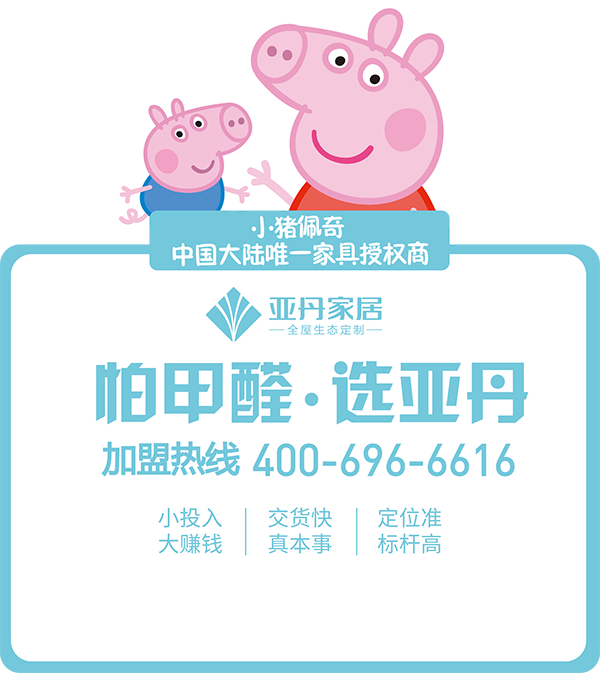 小猪佩奇
中国大陆唯一家具授权商
亚丹家居
全屋生态定制
怕甲醛·选亚丹
加盟热线 400-696-6616
小投入 交货快 定位准
大赚钱 真本事 标杆高